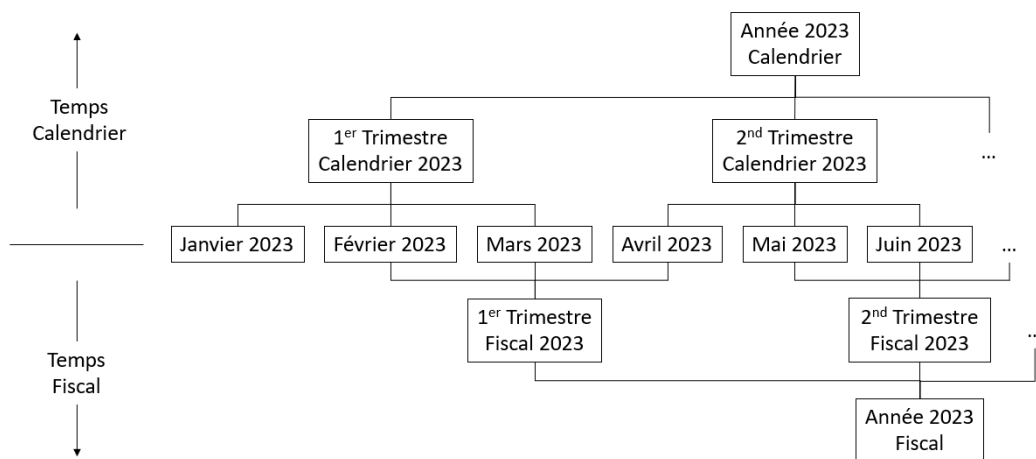 Année 2023
Calendrier
Temps
Calendrier
1er Trimestre
Calendrier 2023
2nd Trimestre
Calendrier 2023
...
Janvier 2023
Février 2023
Mars 2023
Avril 2023
Mai 2023
Juin 2023
...
1er Trimestre
Fiscal 2023
2nd Trimestre
Fiscal 2023
...
Temps
Fiscal
Année 2023
Fiscal